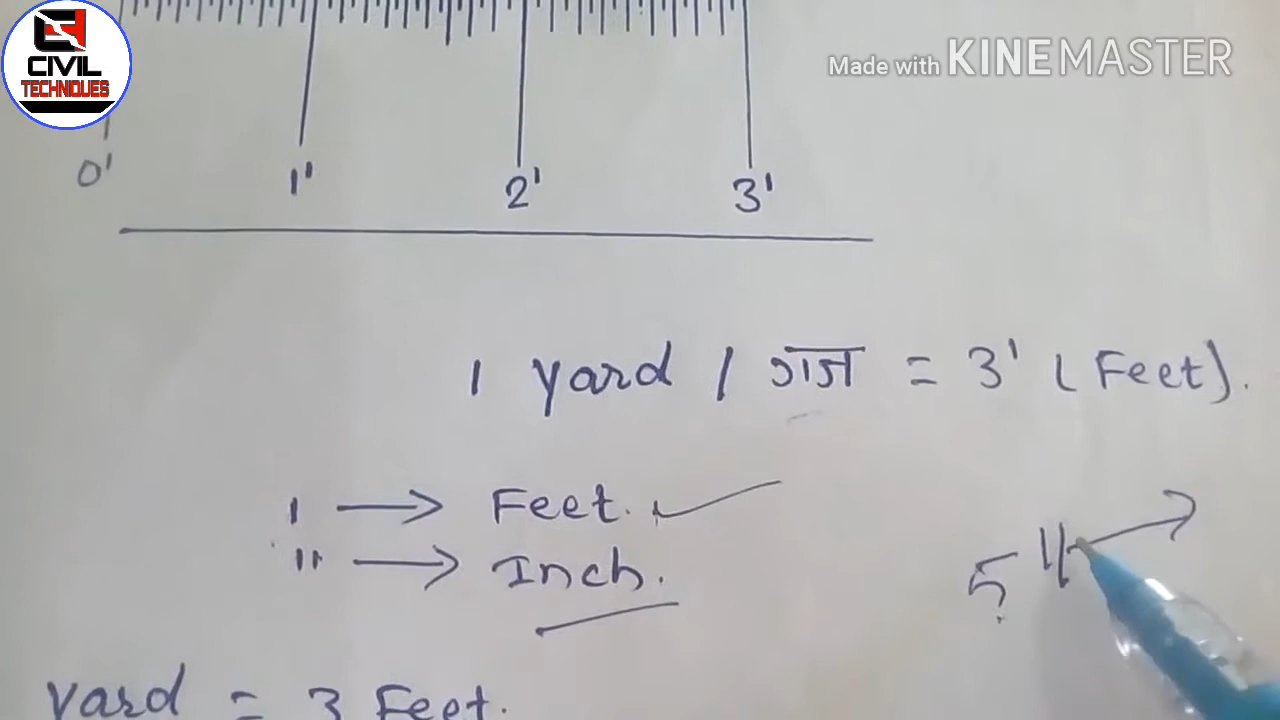 CIVIL
TECHNIQUES
Made with KINEMASTER
0' 1' 2' 3'
1 yard / गज = 3' (Feet).
' → Feet. ✓
" → Inch.
5" →
yard = 3 Feet.